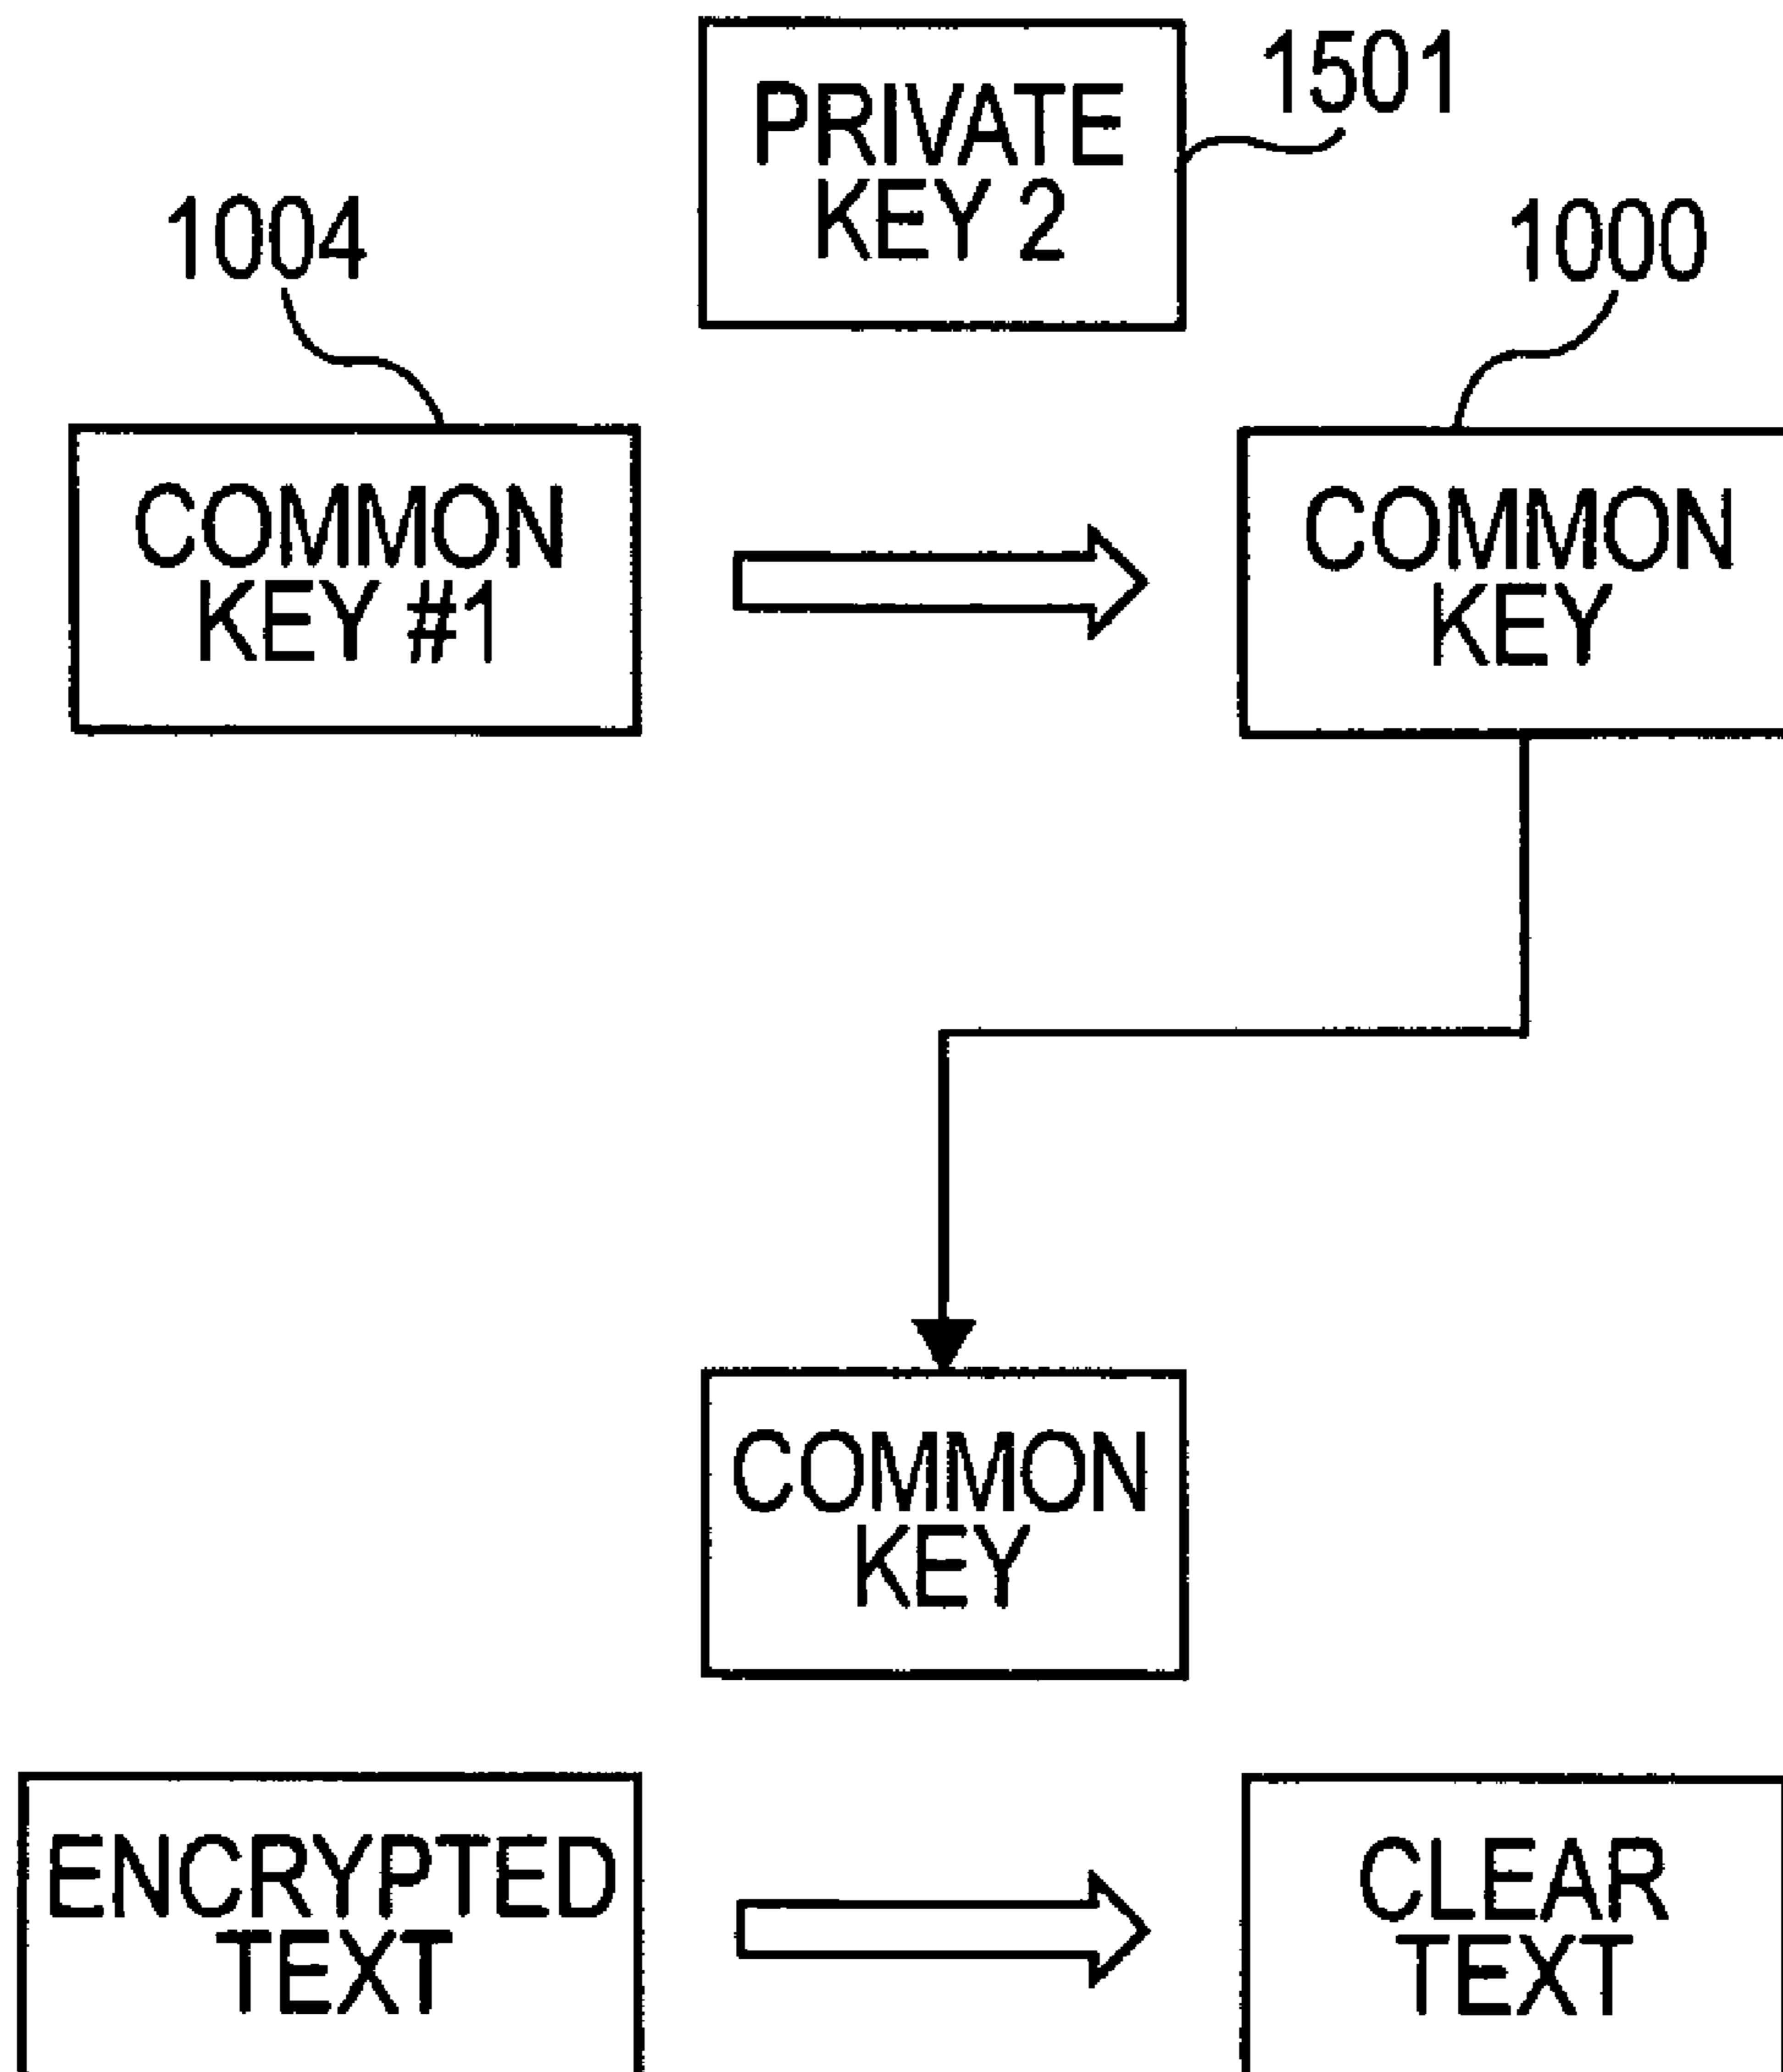 PRIVATE
KEY 2
1501
1004
1000
COMMON
KEY #1
COMMON
KEY
COMMON
KEY
ENCRYPTED
TEXT
CLEAR
TEXT